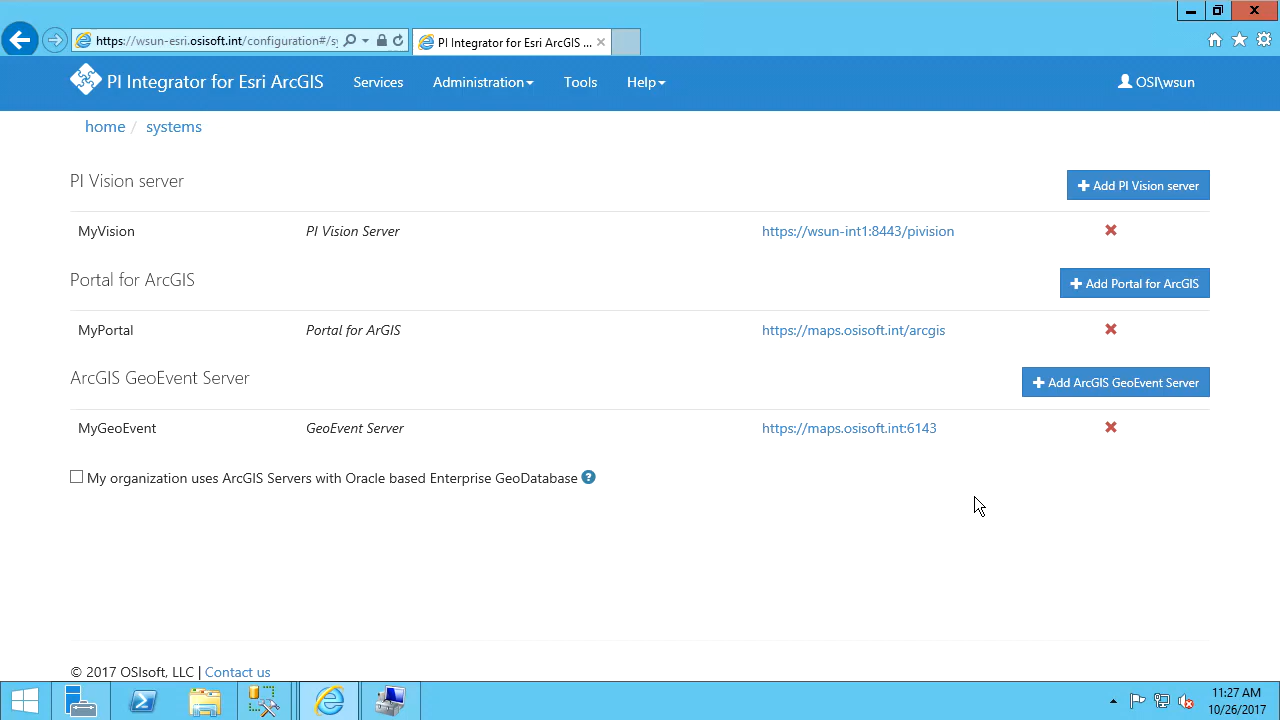 https://wsun-esri.osisoft.int/configuration#/sy
PI Integrator for Esri ArcGIS ...
PI Integrator for Esri ArcGIS
Services
Administration
Tools
Help
OSI\wsun
home / systems
PI Vision server
Add PI Vision server
MyVision
PI Vision Server
https://wsun-int1:8443/pivision
Portal for ArcGIS
Add Portal for ArcGIS
MyPortal
Portal for ArGIS
https://maps.osisoft.int/arcgis
ArcGIS GeoEvent Server
Add ArcGIS GeoEvent Server
MyGeoEvent
GeoEvent Server
https://maps.osisoft.int:6143
My organization uses ArcGIS Servers with Oracle based Enterprise GeoDatabase ?
© 2017 OSIsoft, LLC | Contact us
11:27 AM
10/26/2017